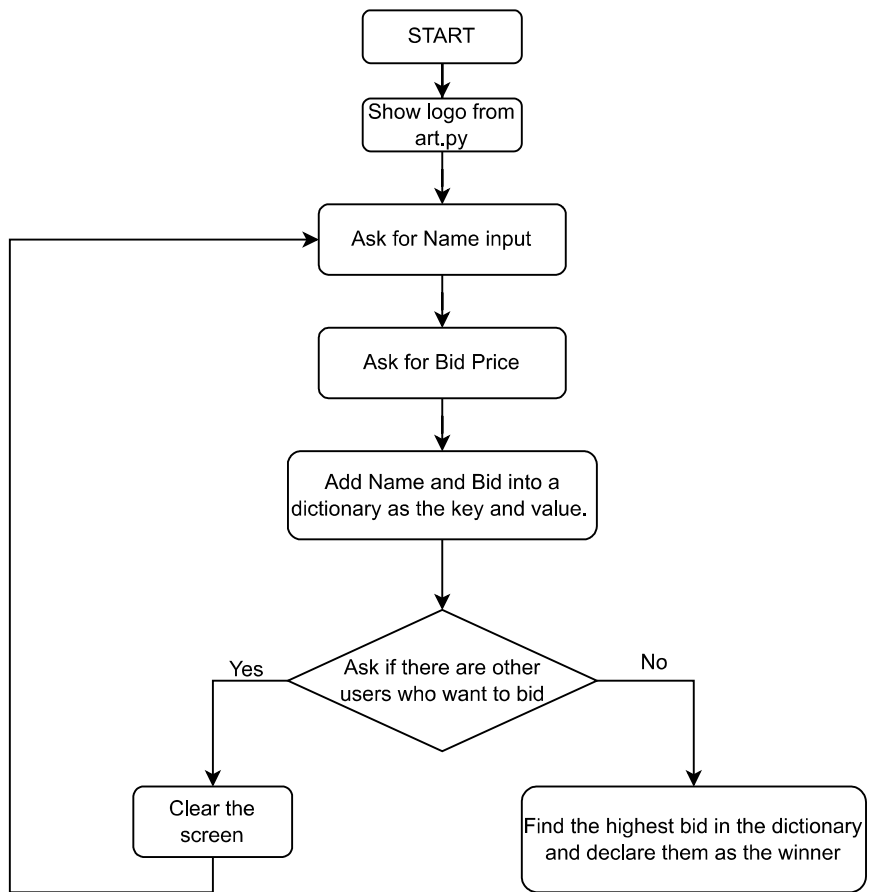 START
Show logo from
art.py
Ask for Name input
Ask for Bid Price
Add Name and Bid into a
dictionary as the key and value.
Ask if there are other
users who want to bid
Yes
No
Clear the
screen
Find the highest bid in the dictionary
and declare them as the winner